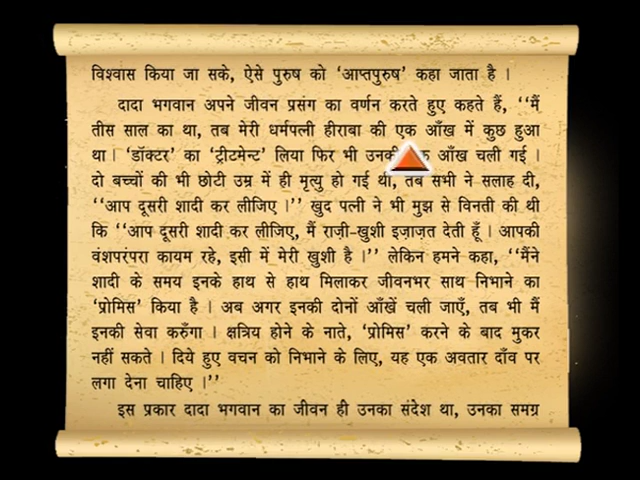 विश्वास किया जा सके, ऐसे पुरुष को ‘आप्तपुरुष’ कहा जाता है ।
दादा भगवान अपने जीवन प्रसंग का वर्णन करते हुए कहते हैं, ‘‘मैं
तीस साल का था, तब मेरी धर्मपत्नी हीराबा की एक आँख में कुछ हुआ
था । ‘डॉक्टर’ का ‘ट्रीटमेन्ट’ लिया फिर भी उनकी आँख चली गई ।
दो बच्चों की भी छोटी उम्र में ही मृत्यु हो गई थी, तब सभी ने सलाह दी,
‘‘आप दूसरी शादी कर लीजिए ।’’ खुद पत्नी ने भी मुझ से विनती की थी
कि ‘‘आप दूसरी शादी कर लीजिए, मैं राज़ी-खुशी इज़ाज़त देती हूँ । आपकी
वंशपरंपरा कायम रहे, इसी में मेरी खुशी है ।’’ लेकिन हमने कहा, ‘‘मैंने
शादी के समय इनके हाथ से हाथ मिलाकर जीवनभर साथ निभाने का
‘प्रोमिस’ किया है । अब अगर इनकी दोनों आँखें चली जाएँ, तब भी मैं
इनकी सेवा करुँगा । क्षत्रिय होने के नाते, ‘प्रोमिस’ करने के बाद मुकर
नहीं सकते । दिये हुए वचन को निभाने के लिए, यह एक अवतार दाँव पर
लगा देना चाहिए ।’’
इस प्रकार दादा भगवान का जीवन ही उनका संदेश था, उनका समग्र